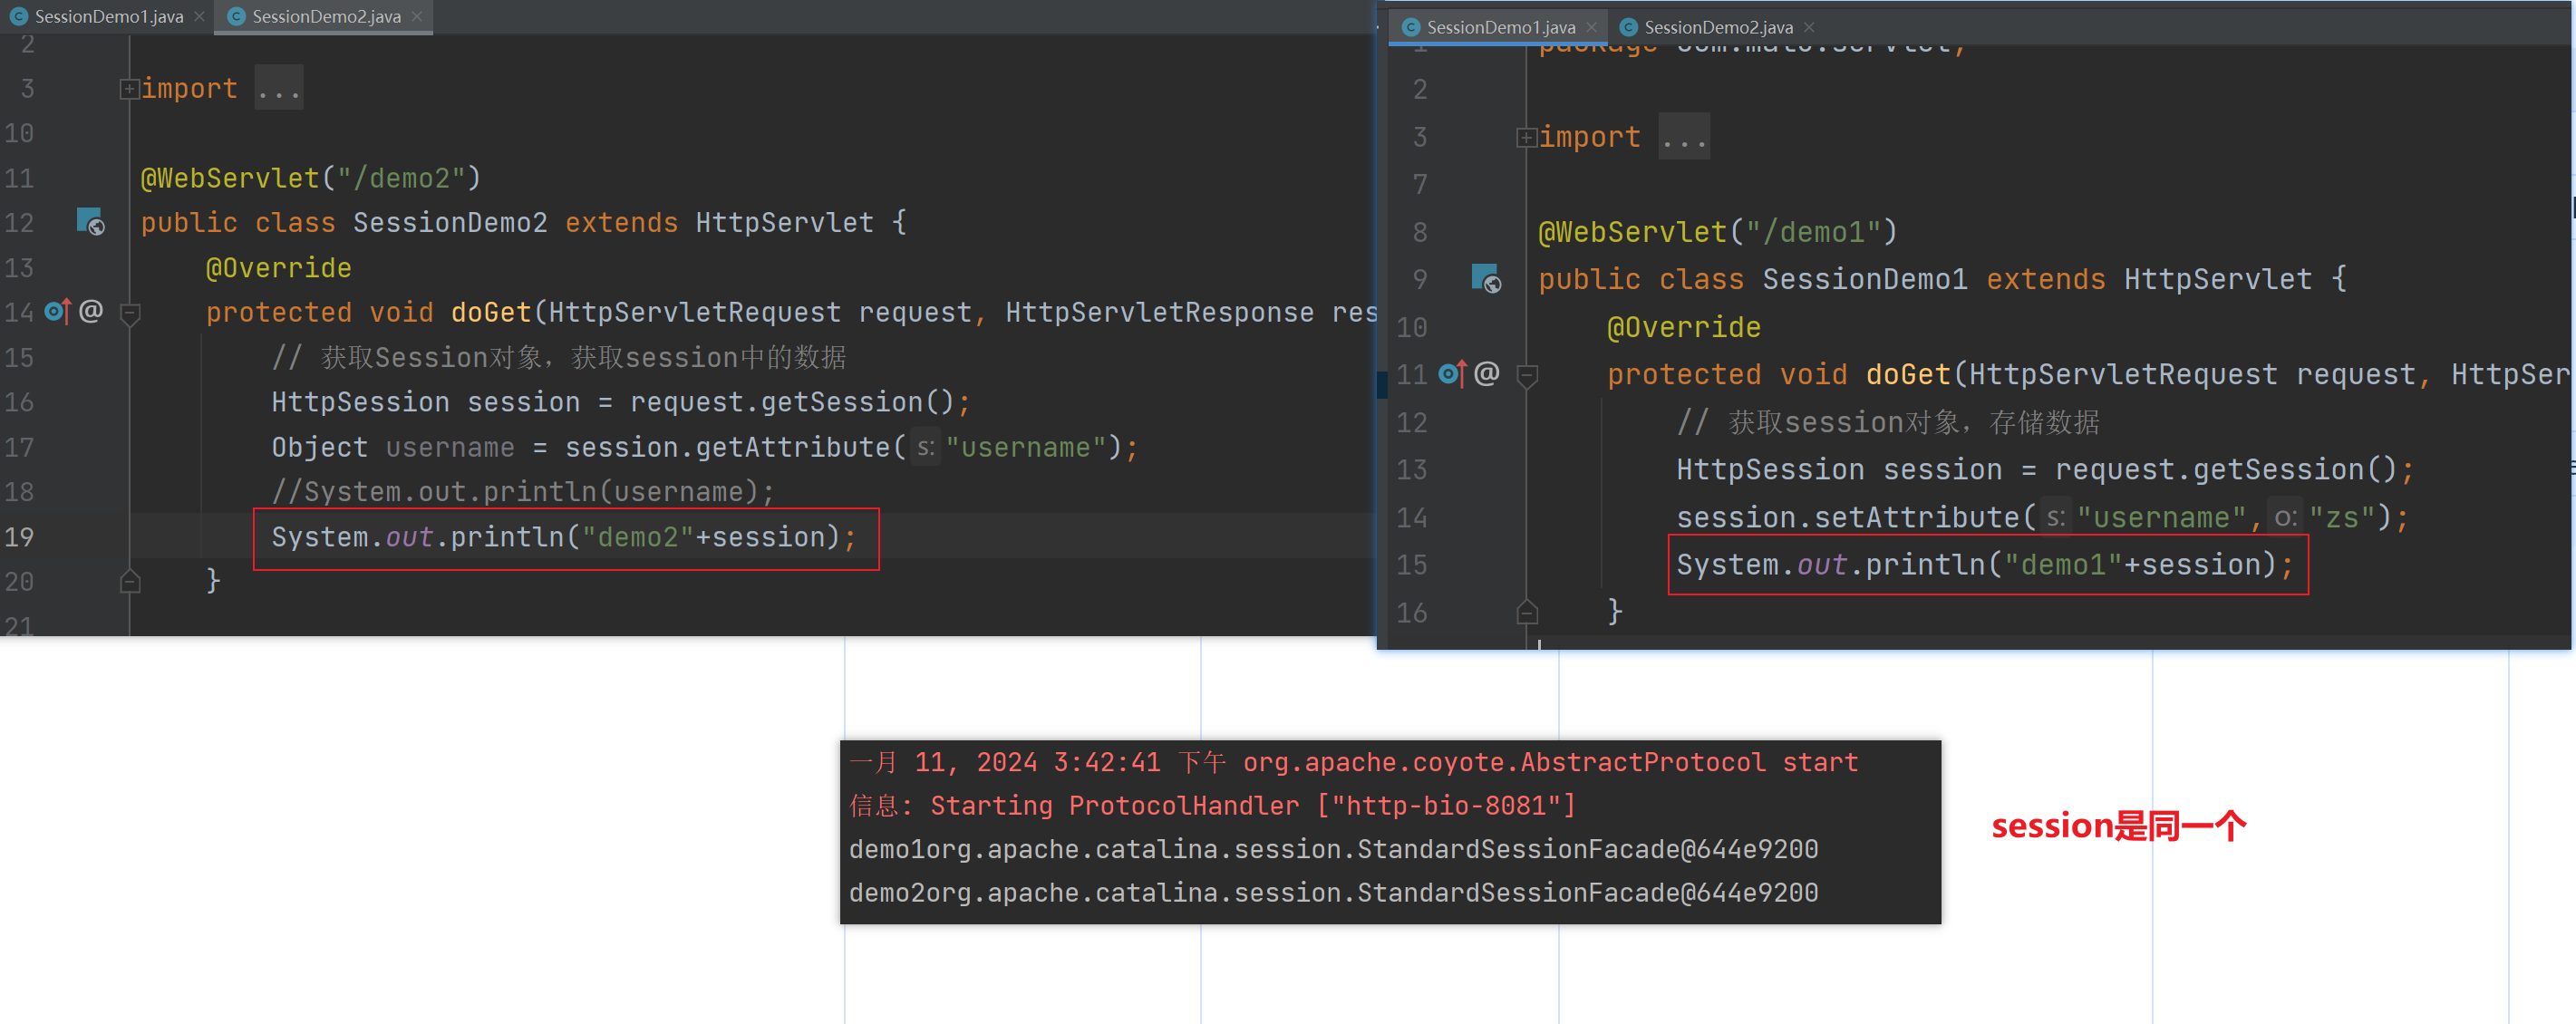 SessionDemo1.java
SessionDemo2.java
2
3 import ...
10
11 @WebServlet("/demo2")
12 public class SessionDemo2 extends HttpServlet {
13 @Override
14 @ protected void doGet(HttpServletRequest request, HttpServletResponse res
15 // 获取Session对象，获取session中的数据
16 HttpSession session = request.getSession();
17 Object username = session.getAttribute( s: "username");
18 //System.out.println(username);
19 System.out.println("demo2"+session);
20 }
21
SessionDemo1.java
SessionDemo2.java
1 package com.
2
3 import ...
7
8 @WebServlet("/demo1")
9 public class SessionDemo1 extends HttpServlet {
10 @Override
11 @ protected void doGet(HttpServletRequest request, HttpSer
12 // 获取session对象，存储数据
13 HttpSession session = request.getSession();
14 session.setAttribute( s: "username", o: "zs");
15 System.out.println("demo1"+session);
16 }
一月 11, 2024 3:42:41 下午 org.apache.coyote.AbstractProtocol start
信息: Starting ProtocolHandler ["http-bio-8081"]
demo1org.apache.catalina.session.StandardSessionFacade@644e9200
demo2org.apache.catalina.session.StandardSessionFacade@644e9200
session是同一个